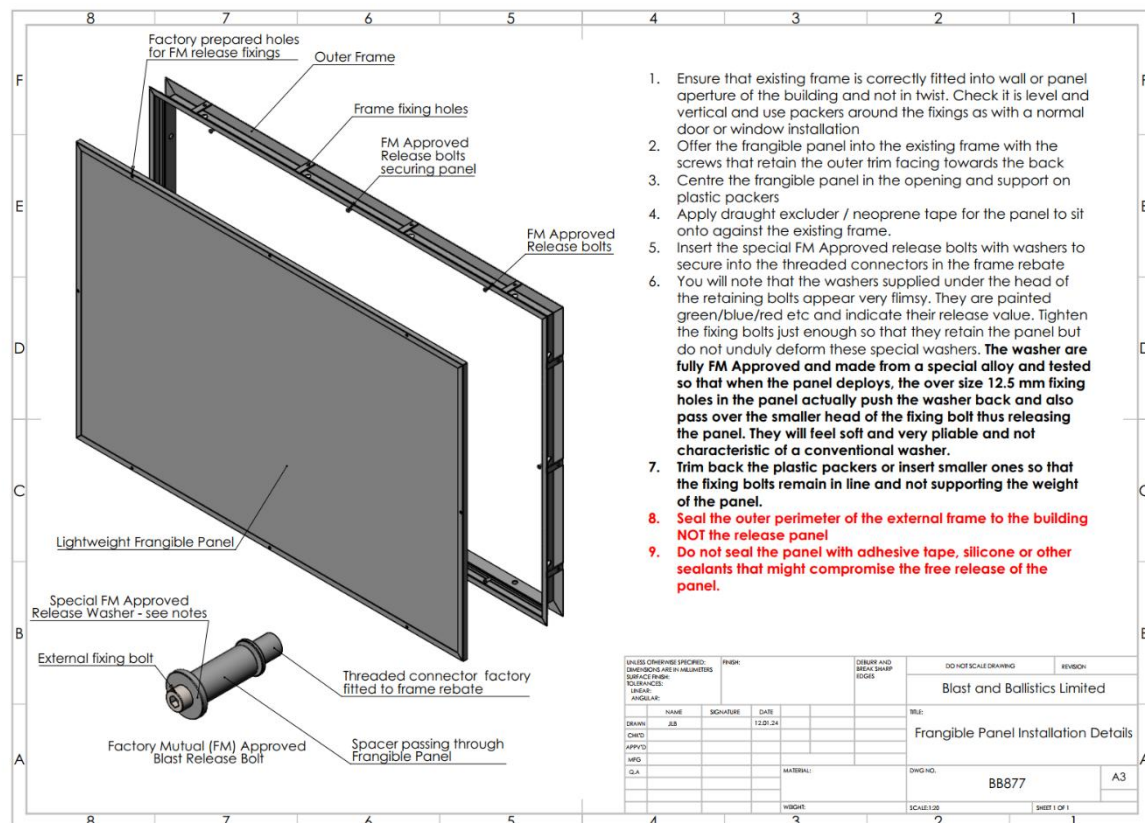 8 7 6 5 4 3 2 1
Factory prepared holes
for FM release fixings
Outer Frame
Frame fixing holes
FM Approved
Release bolts
securing panel
FM Approved
Release bolts
Lightweight Frangible Panel
Special FM Approved
Release Washer - see notes
External fixing bolt
Threaded connector factory
fitted to frame rebate
Spacer passing through
Frangible Panel
Factory Mutual (FM) Approved
Blast Release Bolt
F
E
D
C
B
A
1. Ensure that existing frame is correctly fitted into wall or panel
aperture of the building and not in twist. Check it is level and
vertical and use packers around the fixings as with a normal
door or window installation
2. Offer the frangible panel into the existing frame with the
screws that retain the outer trim facing towards the back
3. Centre the frangible panel in the opening and support on
plastic packers
4. Apply draught excluder / neoprene tape for the panel to sit
onto against the existing frame.
5. Insert the special FM Approved release bolts with washers to
secure into the threaded connectors in the frame rebate
6. You will note that the washers supplied under the head of
the retaining bolts appear very flimsy. They are painted
green/blue/red etc and indicate their release value. Tighten
the fixing bolts just enough so that they retain the panel but
do not unduly deform these special washers. The washer are
fully FM Approved and made from a special alloy and tested
so that when the panel deploys, the over size 12.5 mm fixing
holes in the panel actually push the washer back and also
pass over the smaller head of the fixing bolt thus releasing
the panel. They will feel soft and very pliable and not
characteristic of a conventional washer.
7. Trim back the plastic packers or insert smaller ones so that
the fixing bolts remain in line and not supporting the weight
of the panel.
8. Seal the outer perimeter of the external frame to the building
NOT the release panel
9. Do not seal the panel with adhesive tape, silicone or other
sealants that might compromise the free release of the
panel.
UNLESS OTHERWISE SPECIFIED:
DIMENSIONS ARE IN MILLIMETERS
SURFACE FINISH:
TOLERANCES:
LINEAR:
ANGULAR:
FINISH:
DEBURR AND
BREAK SHARP
EDGES
DO NOT SCALE DRAWING
REVISION
Blast and Ballistics Limited
NAME SIGNATURE DATE
DRAWN JLB 12.01.24
CHK'D
APPV'D
MFG
Q.A
TITLE:
Frangible Panel Installation Details
MATERIAL:
DWG NO.
BB877
A3
WEIGHT:
SCALE:1:20
SHEET 1 OF 1
8 7 6 5 4 3 2 1